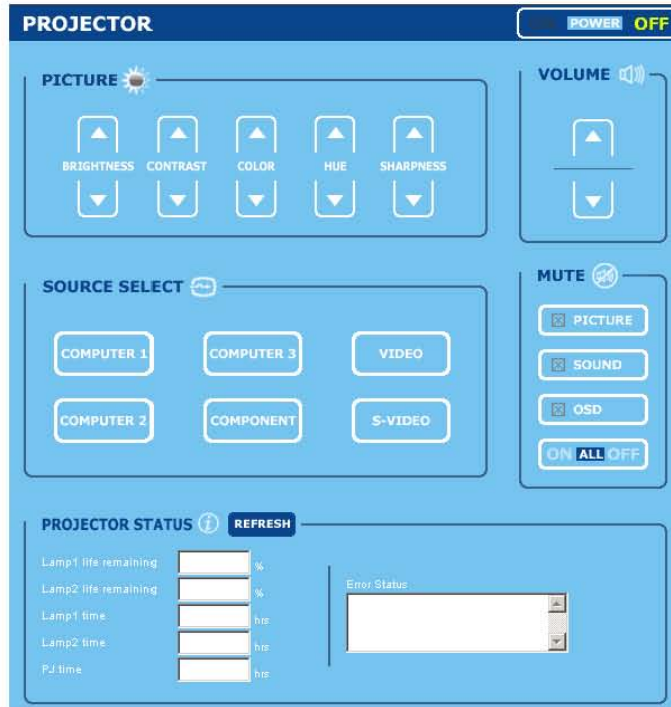 PROJECTOR
POWER OFF
PICTURE
VOLUME
BRIGHTNESS CONTRAST COLOR HUE SHARPNESS
SOURCE SELECT
MUTE
COMPUTER 1 COMPUTER 3 VIDEO
PICTURE
SOUND
COMPUTER 2 COMPONENT S-VIDEO
OSD
ON ALL OFF
PROJECTOR STATUS i REFRESH
Lamp1 life remaining %
Lamp2 life remaining %
Lamp1 time hrs
Lamp2 time hrs
PJ time hrs
Error Status